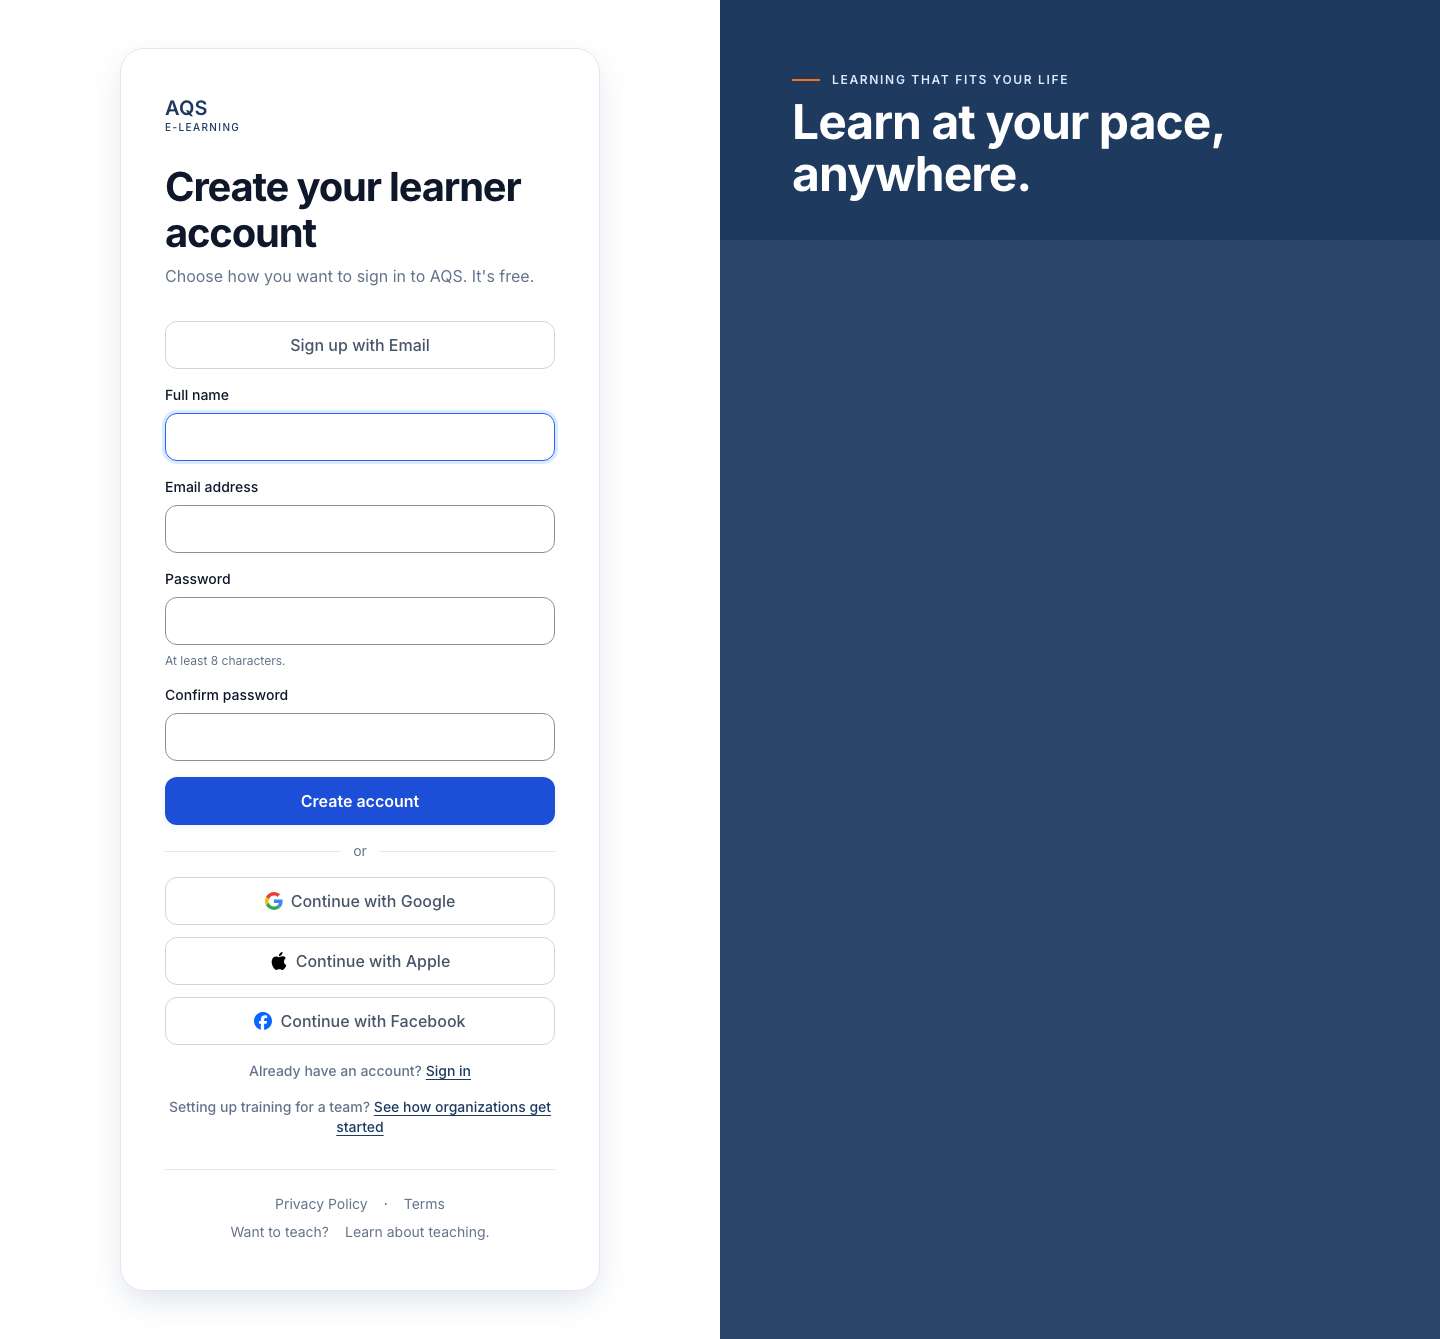 AQS
E-LEARNING
Create your learner
account
Choose how you want to sign in to AQS. It's free.
Sign up with Email
Full name
Email address
Password
At least 8 characters.
Confirm password
Create account
or
Continue with Google
Continue with Apple
Continue with Facebook
Already have an account? Sign in
Setting up training for a team? See how organizations get
started
Privacy Policy · Terms
Want to teach? Learn about teaching.
LEARNING THAT FITS YOUR LIFE
Learn at your pace,
anywhere.